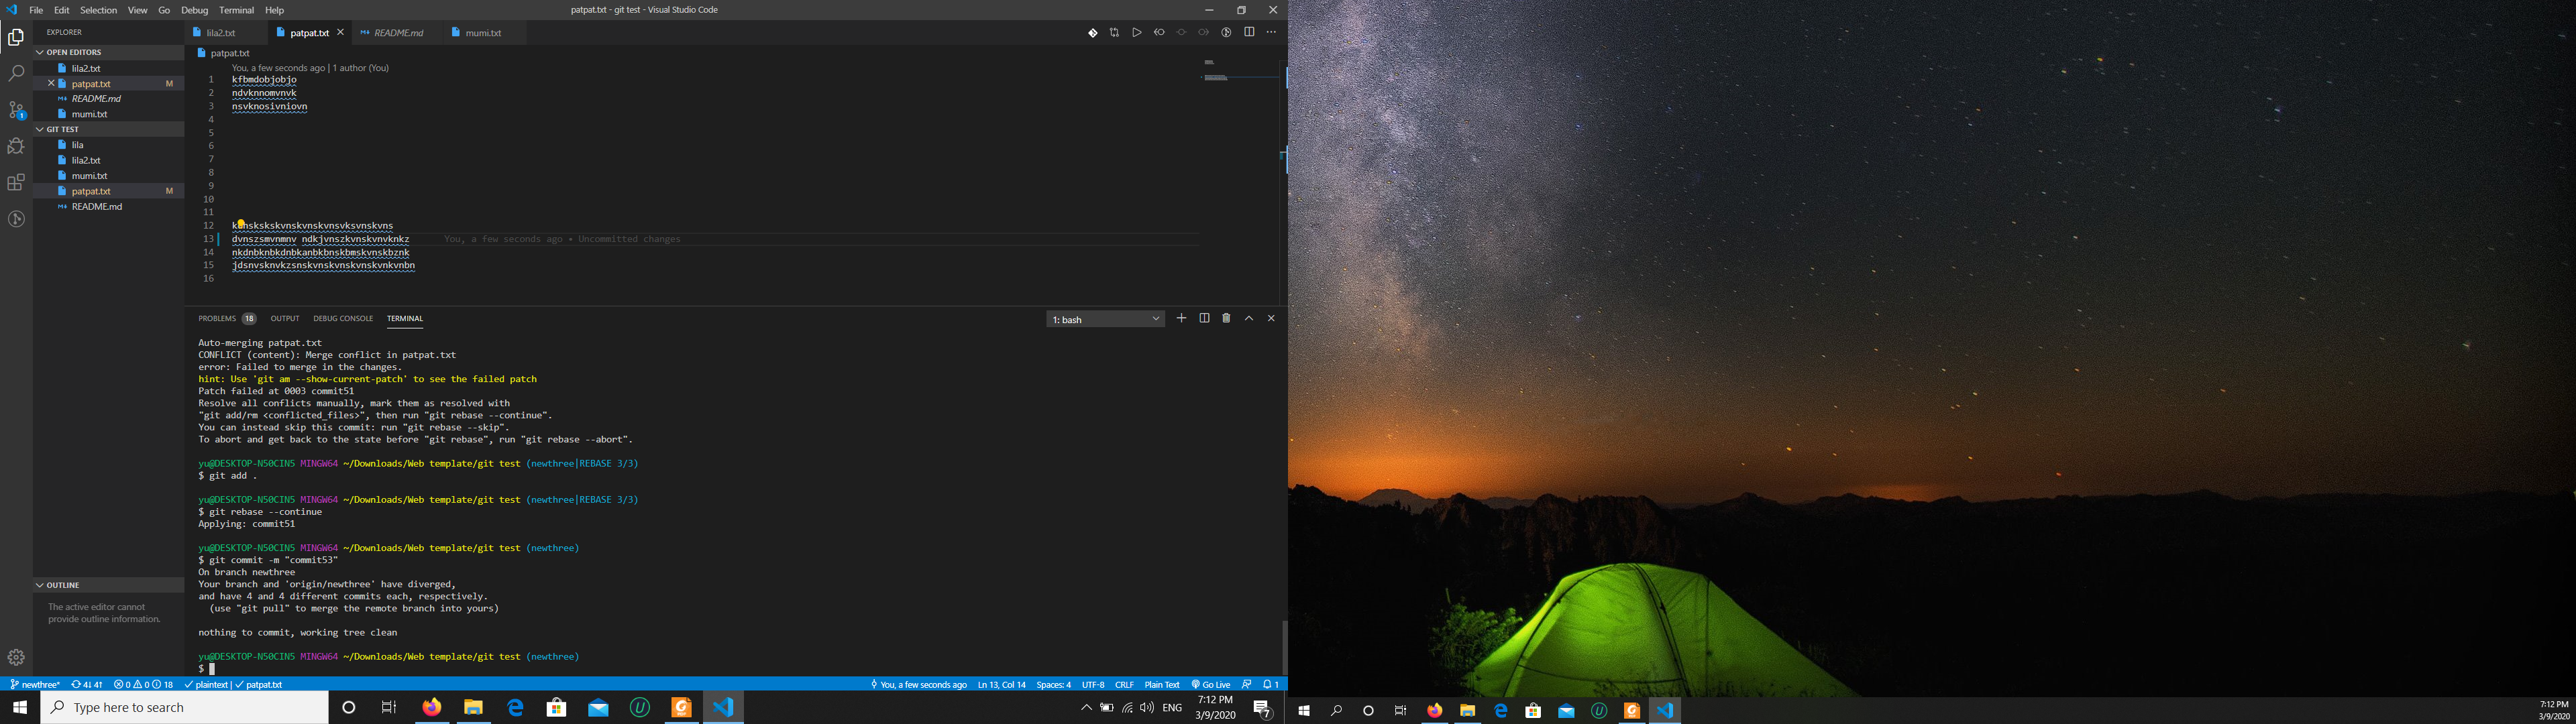 File Edit Selection View Go Debug Terminal Help
patpat.txt - git test - Visual Studio Code
EXPLORER
OPEN EDITORS
lila2.txt
patpat.txt M
README.md
mumi.txt
GIT TEST
lila
lila2.txt
mumi.txt
patpat.txt M
README.md
OUTLINE
The active editor cannot
provide outline information.
lila2.txt patpat.txt README.md mumi.txt
patpat.txt
You, a few seconds ago | 1 author (You)
1 kfbmdobjobjo
2 ndvknnomvnvk
3 nsvknosivniovn
4
5
6
7
8
9
10
11
12
13 dvnszsmvnmnv ndkjvnszkvnskvnvknkz You, a few seconds ago • Uncommitted changes
14 nkdnbknbkdnbkanbkbnskbmskvnskbznk
15 jdsnvsknvkzsnskvnskvnskvnskvnkvnbn
16
PROBLEMS 18 OUTPUT DEBUG CONSOLE TERMINAL
1: bash
Auto-merging patpat.txt
CONFLICT (content): Merge conflict in patpat.txt
error: Failed to merge in the changes.
hint: Use 'git am --show-current-patch' to see the failed patch
Patch failed at 0003 commit51
Resolve all conflicts manually, mark them as resolved with
"git add/rm <conflicted_files>", then run "git rebase --continue".
You can instead skip this commit: run "git rebase --skip".
To abort and get back to the state before "git rebase", run "git rebase --abort".
yu@DESKTOP-N50CIN5 MINGW64 ~/Downloads/Web template/git test (newthree|REBASE 3/3)
$ git add .
yu@DESKTOP-N50CIN5 MINGW64 ~/Downloads/Web template/git test (newthree|REBASE 3/3)
$ git rebase --continue
Applying: commit51
yu@DESKTOP-N50CIN5 MINGW64 ~/Downloads/Web template/git test (newthree)
$ git commit -m "commit53"
On branch newthree
Your branch and 'origin/newthree' have diverged,
and have 4 and 4 different commits each, respectively.
(use "git pull" to merge the remote branch into yours)
nothing to commit, working tree clean
yu@DESKTOP-N50CIN5 MINGW64 ~/Downloads/Web template/git test (newthree)
$
newthree* 4↓ 4↑ 0 0 18 plaintext | patpat.txt
You, a few seconds ago Ln 13, Col 14 Spaces: 4 UTF-8 CRLF Plain Text Go Live 1
Type here to search
ENG
7:12 PM
3/9/2020
7
7:12 PM
3/9/2020